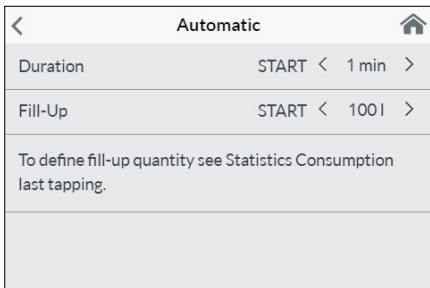 Automatic
Duration START < 1 min >
Fill-Up START < 100 l >
To define fill-up quantity see Statistics Consumption
last tapping.